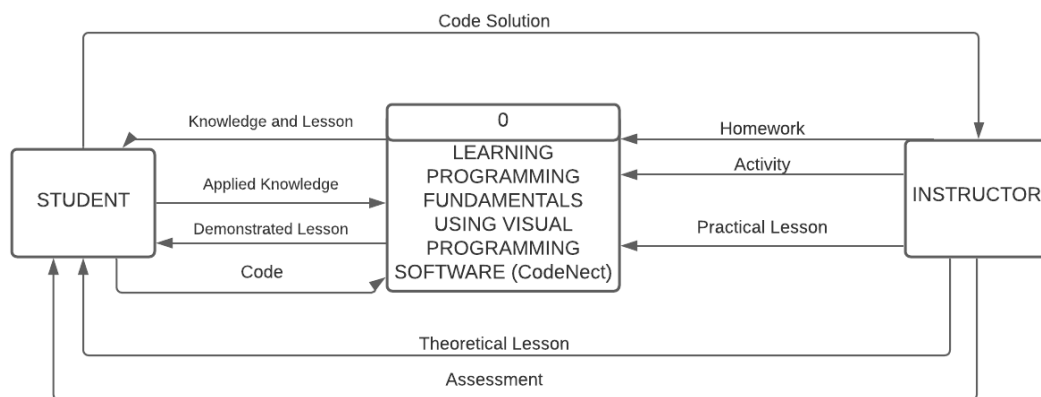 Code Solution
Knowledge and Lesson
0
Homework
LEARNING
PROGRAMMING
FUNDAMENTALS
USING VISUAL
PROGRAMMING
SOFTWARE (CodeNect)
Activity
STUDENT
Applied Knowledge
INSTRUCTOR
Demonstrated Lesson
Practical Lesson
Code
Theoretical Lesson
Assessment